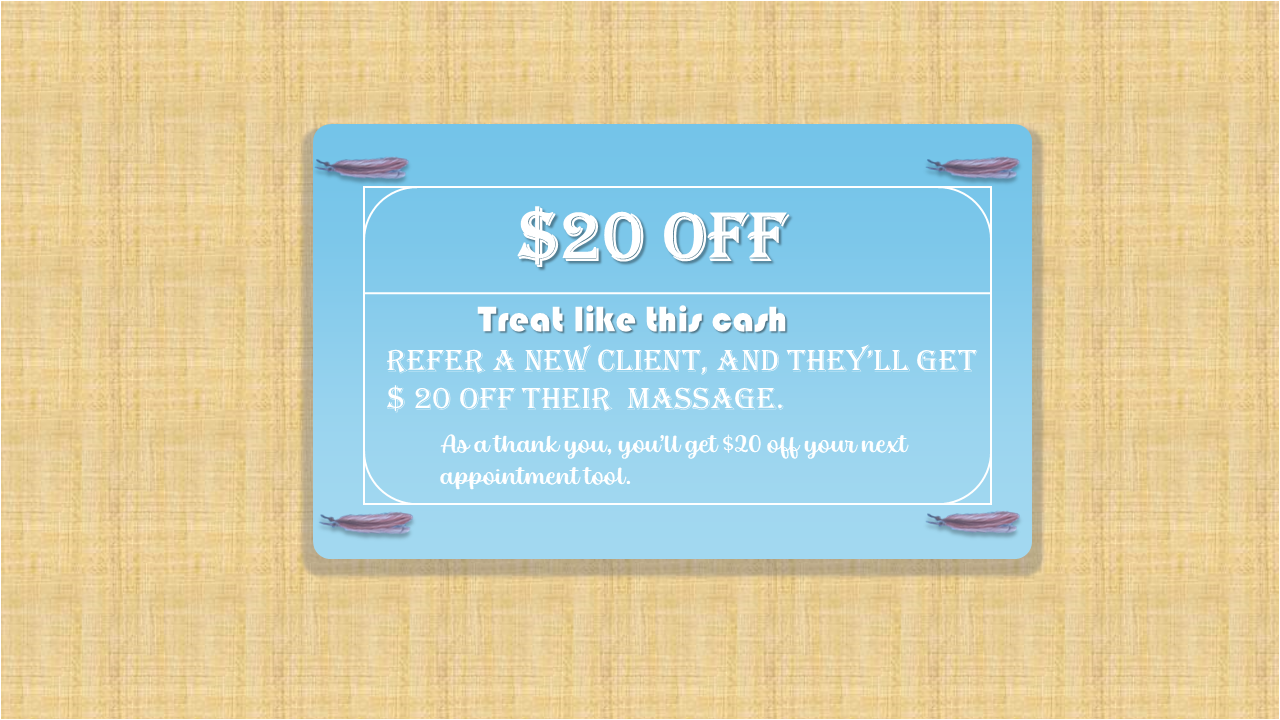 $20 OFF
Treat like this cash
REFER A NEW CLIENT, AND THEY'LL GET
$ 20 OFF THEIR  MASSAGE.
As a thank you, you'll get $20 off your next
appointment tool.